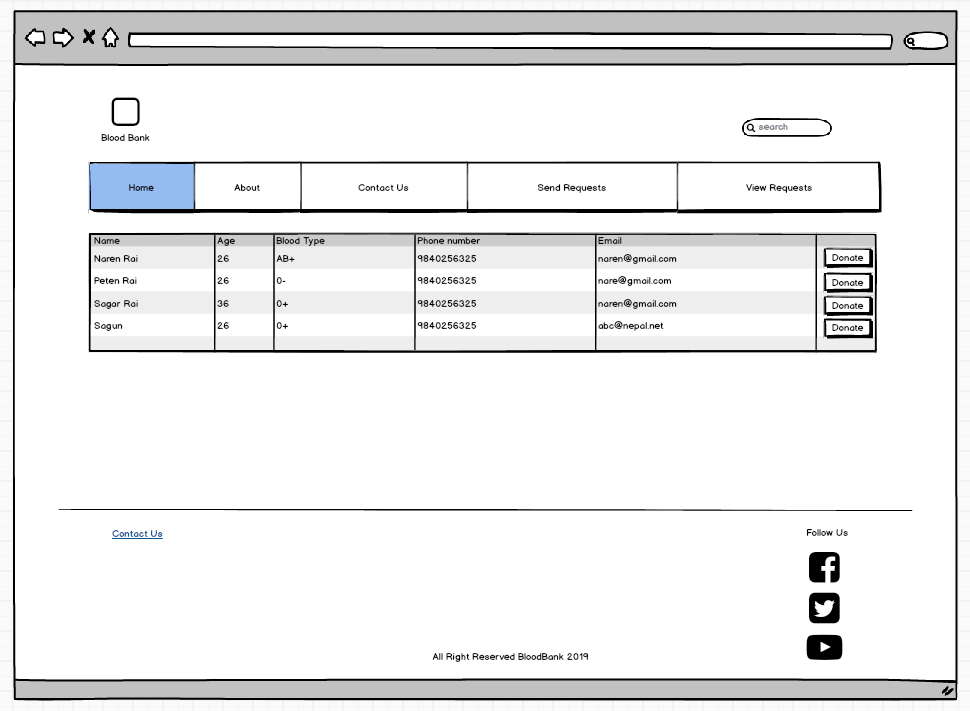 Blood Bank
search
Home About Contact Us Send Requests View Requests
Name Age Blood Type Phone number Email
Naren Rai 26 AB+ 9840256325 naren@gmail.com Donate
Peten Rai 26 0- 9840256325 nare@gmail.com Donate
Sagar Rai 36 0+ 9840256325 naren@gmail.com Donate
Sagun 26 0+ 9840256325 abc@nepal.net Donate
Contact Us Follow Us
All Right Reserved BloodBank 2019